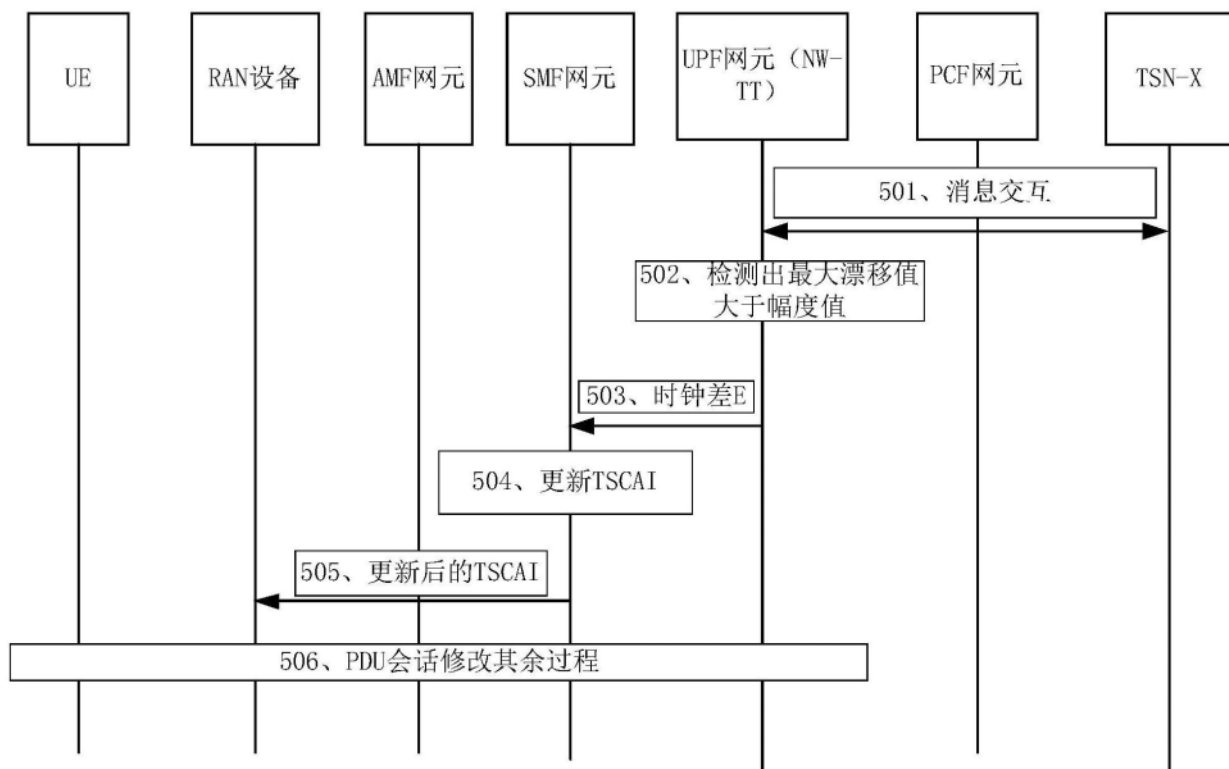 UE
RAN设备
AMF网元
SMF网元
UPF网元（NW-
TT）
PCF网元
TSN-X
501、消息交互
502、检测出最大漂移值
大于幅度值
503、时钟差E
504、更新TSCAI
505、更新后的TSCAI
506、PDU会话修改其余过程